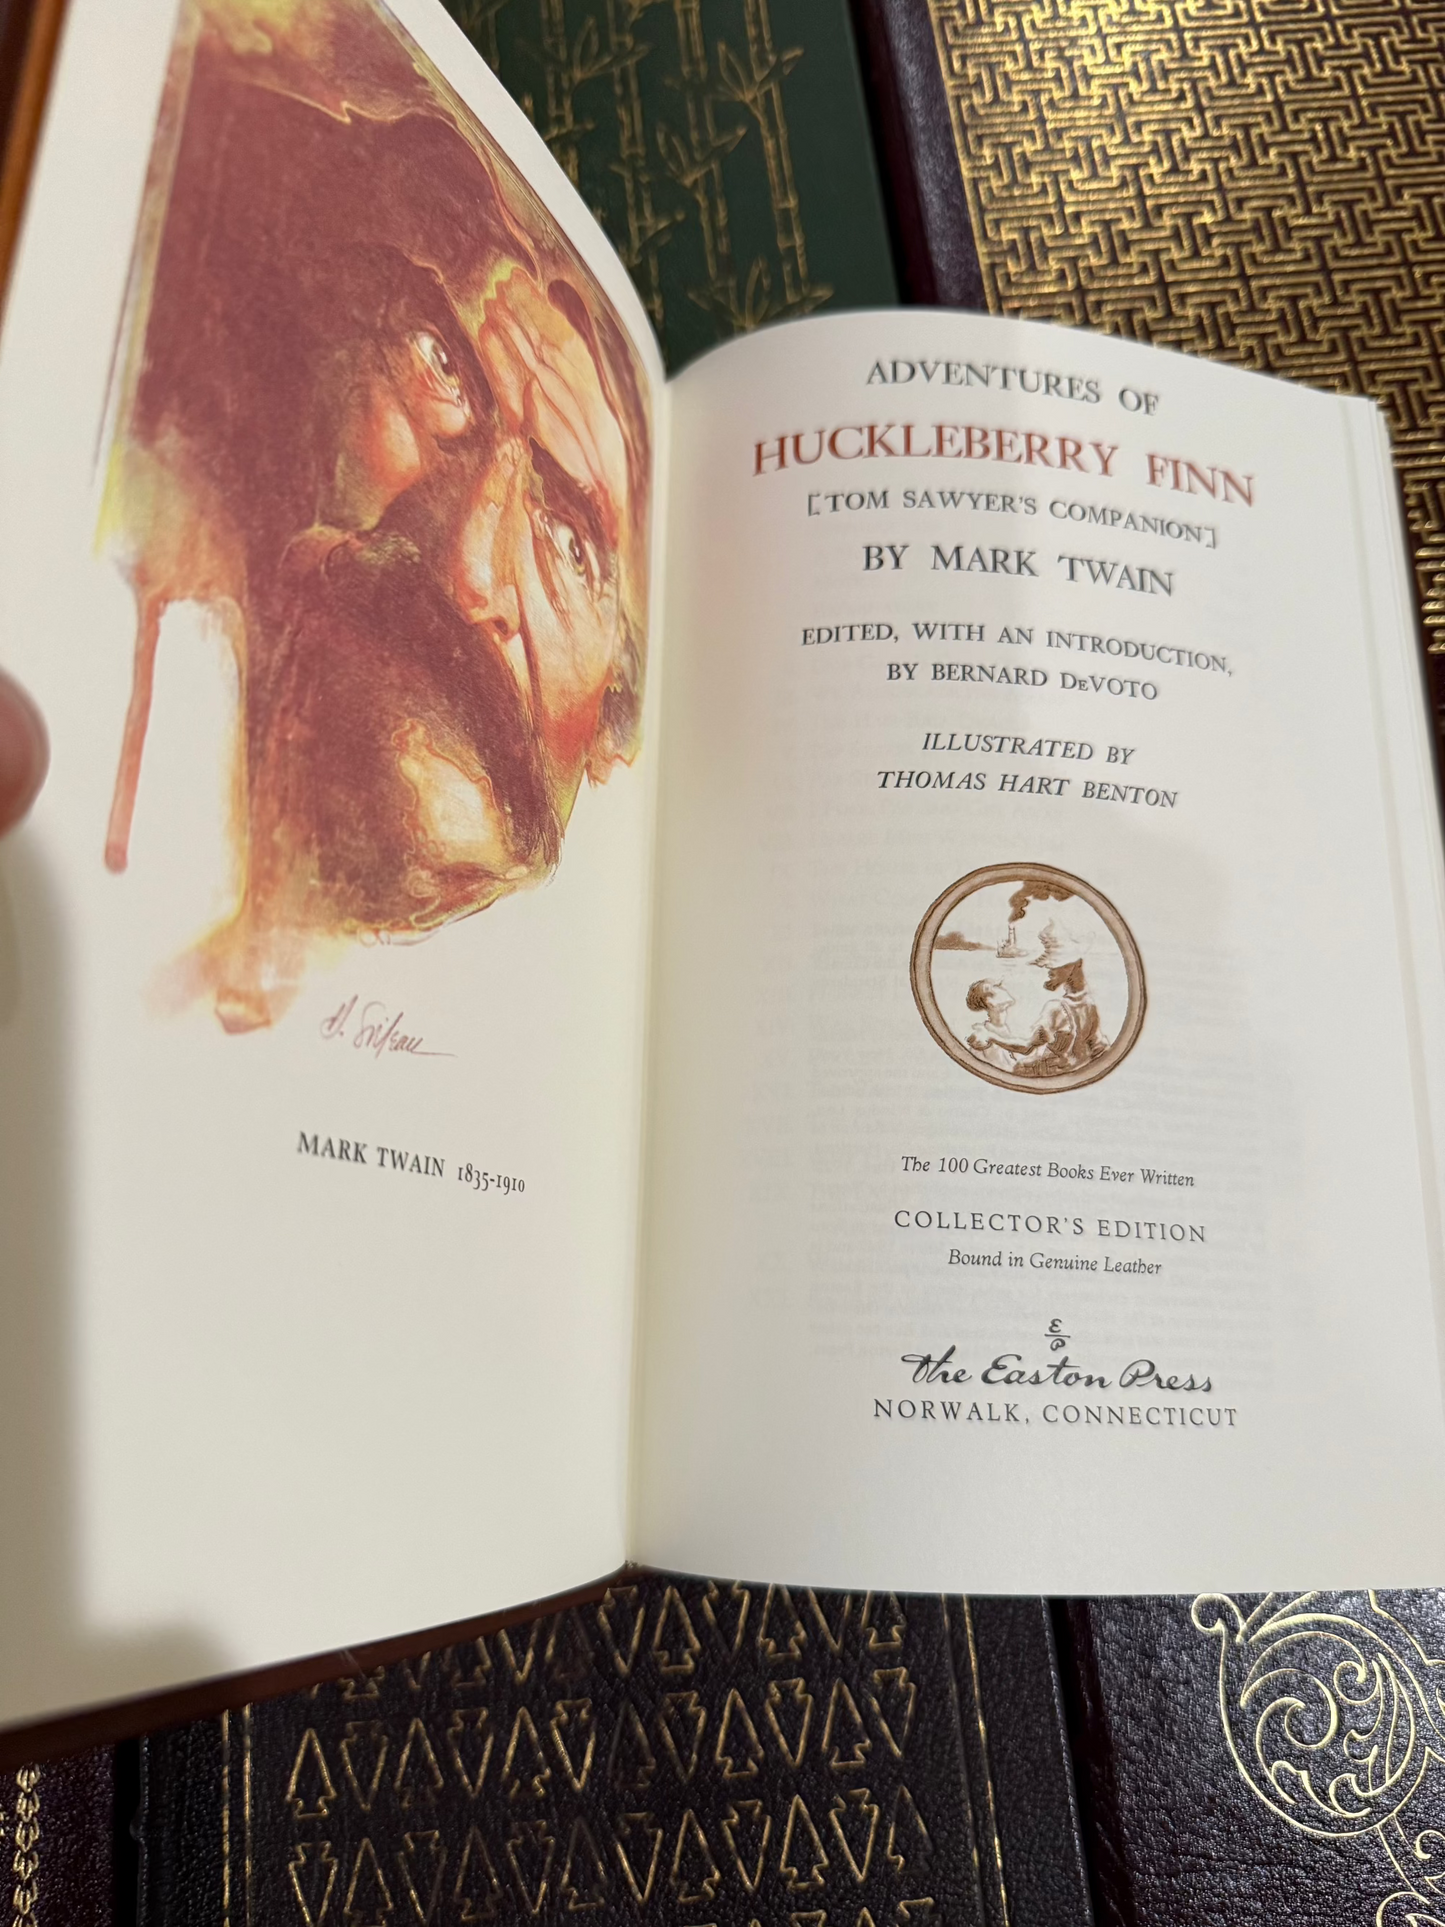 MARK TWAIN 1835-1910
ADVENTURES OF
HUCKLEBERRY FINN
[TOM SAWYER'S COMPANION]
BY MARK TWAIN
EDITED, WITH AN INTRODUCTION,
BY BERNARD DeVOTO
ILLUSTRATED BY
THOMAS HART BENTON
The 100 Greatest Books Ever Written
COLLECTOR'S EDITION
Bound in Genuine Leather
E
P
The Easton Press
NORWALK, CONNECTICUT